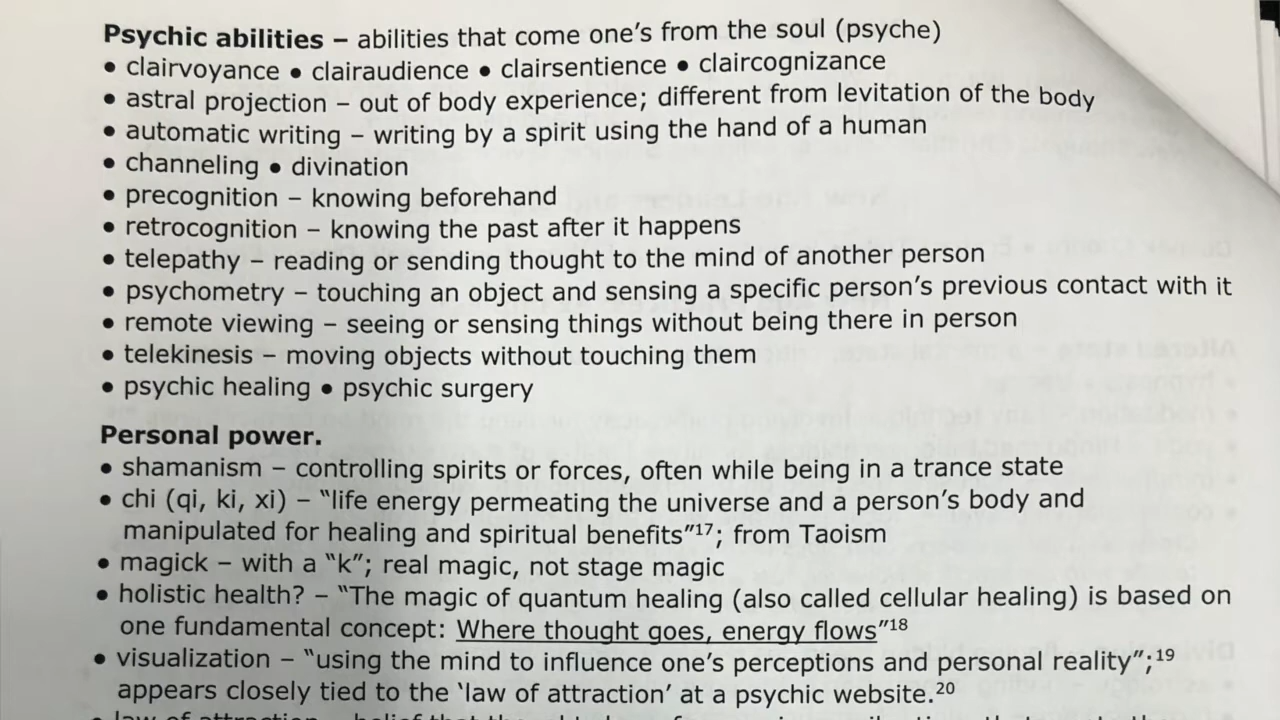 Psychic abilities – abilities that come one’s from the soul (psyche)
• clairvoyance • clairaudience • clairsentience • claircognizance
• astral projection – out of body experience; different from levitation of the body
• automatic writing – writing by a spirit using the hand of a human
• channeling • divination
• precognition – knowing beforehand
• retrocognition – knowing the past after it happens
• telepathy – reading or sending thought to the mind of another person
• psychometry – touching an object and sensing a specific person’s previous contact with it
• remote viewing – seeing or sensing things without being there in person
• telekinesis – moving objects without touching them
• psychic healing • psychic surgery
Personal power.
• shamanism – controlling spirits or forces, often while being in a trance state
• chi (qi, ki, xi) – “life energy permeating the universe and a person’s body and
manipulated for healing and spiritual benefits”17; from Taoism
• magick – with a “k”; real magic, not stage magic
• holistic health? – “The magic of quantum healing (also called cellular healing) is based on
one fundamental concept: Where thought goes, energy flows”18
• visualization – “using the mind to influence one’s perceptions and personal reality”;19
appears closely tied to the ‘law of attraction’ at a psychic website.20
• law of attraction – belief that